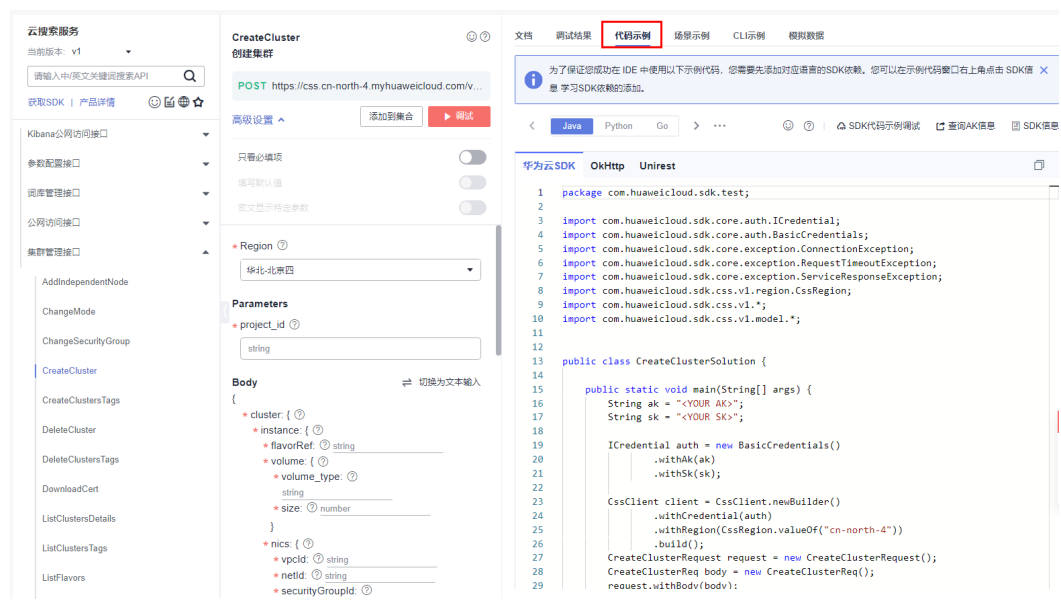 云搜索服务
当前版本: v1
请输入中/英文关键词搜索API
获取SDK | 产品详情
Kibana公网访问接口
参数配置接口
词库管理接口
公网访问接口
集群管理接口
AddIndependentNode
ChangeMode
ChangeSecurityGroup
CreateCluster
CreateClustersTags
DeleteCluster
DeleteClustersTags
DownloadCert
ListClustersDetails
ListClustersTags
ListFlavors
CreateCluster
创建集群
POST https://css.cn-north-4.myhuaweicloud.com/v...
高级设置 添加到集合 调试
只看必填项
填写默认值
密文显示特定参数
* Region
华北-北京四
Parameters
* project_id
string
Body 切换为文本输入
{
* cluster: {
* instance: {
* flavorRef: string
* volume: {
* volume_type:
string
* size: number
}
* nics: {
* vpcId: string
* netId: string
* securityGroupId:
文档 调试结果 代码示例 场景示例 CLI示例 模拟数据
为了保证您成功在 IDE 中使用以下示例代码，您需要先添加对应语言的SDK依赖。您可以在示例代码窗口右上角点击 SDK信
息 学习SDK依赖的添加。
Java Python Go SDK代码示例调试 查询AK信息 SDK信息
华为云SDK OkHttp Unirest
1 package com.huaweicloud.sdk.test;
2
3 import com.huaweicloud.sdk.core.auth.ICredential;
4 import com.huaweicloud.sdk.core.auth.BasicCredentials;
5 import com.huaweicloud.sdk.core.exception.ConnectionException;
6 import com.huaweicloud.sdk.core.exception.RequestTimeoutException;
7 import com.huaweicloud.sdk.core.exception.ServiceResponseException;
8 import com.huaweicloud.sdk.css.v1.region.CssRegion;
9 import com.huaweicloud.sdk.css.v1.*;
10 import com.huaweicloud.sdk.css.v1.model.*;
11
12
13 public class CreateClusterSolution {
14
15 public static void main(String[] args) {
16 String ak = "<YOUR AK>";
17 String sk = "<YOUR SK>";
18
19 ICredential auth = new BasicCredentials()
20 .withAk(ak)
21 .withSk(sk);
22
23 CssClient client = CssClient.newBuilder()
24 .withCredential(auth)
25 .withRegion(CssRegion.valueOf("cn-north-4"))
26 .build();
27 CreateClusterRequest request = new CreateClusterRequest();
28 CreateClusterReq body = new CreateClusterReq();
29 request.withBody(body);